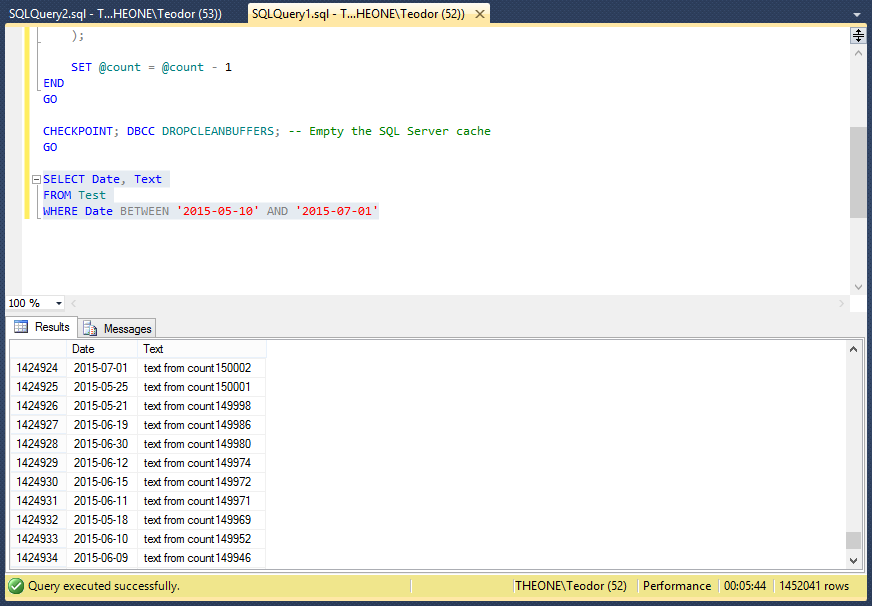 SQLQuery2.sql - T...HEONE\Teodor (53)) SQLQuery1.sql - T...HEONE\Teodor (52))
);
SET @count = @count - 1
END
GO
CHECKPOINT; DBCC DROPCLEANBUFFERS; -- Empty the SQL Server cache
GO
SELECT Date, Text
FROM Test
WHERE Date BETWEEN '2015-05-10' AND '2015-07-01'
100 %
Results Messages
Date Text
1424924 2015-07-01 text from count150002
1424925 2015-05-25 text from count150001
1424926 2015-05-21 text from count149998
1424927 2015-06-19 text from count149986
1424928 2015-06-30 text from count149980
1424929 2015-06-12 text from count149974
1424930 2015-06-15 text from count149972
1424931 2015-06-11 text from count149971
1424932 2015-05-18 text from count149969
1424933 2015-06-10 text from count149952
1424934 2015-06-09 text from count149946
Query executed successfully. THEONE\Teodor (52) Performance 00:05:44 1452041 rows